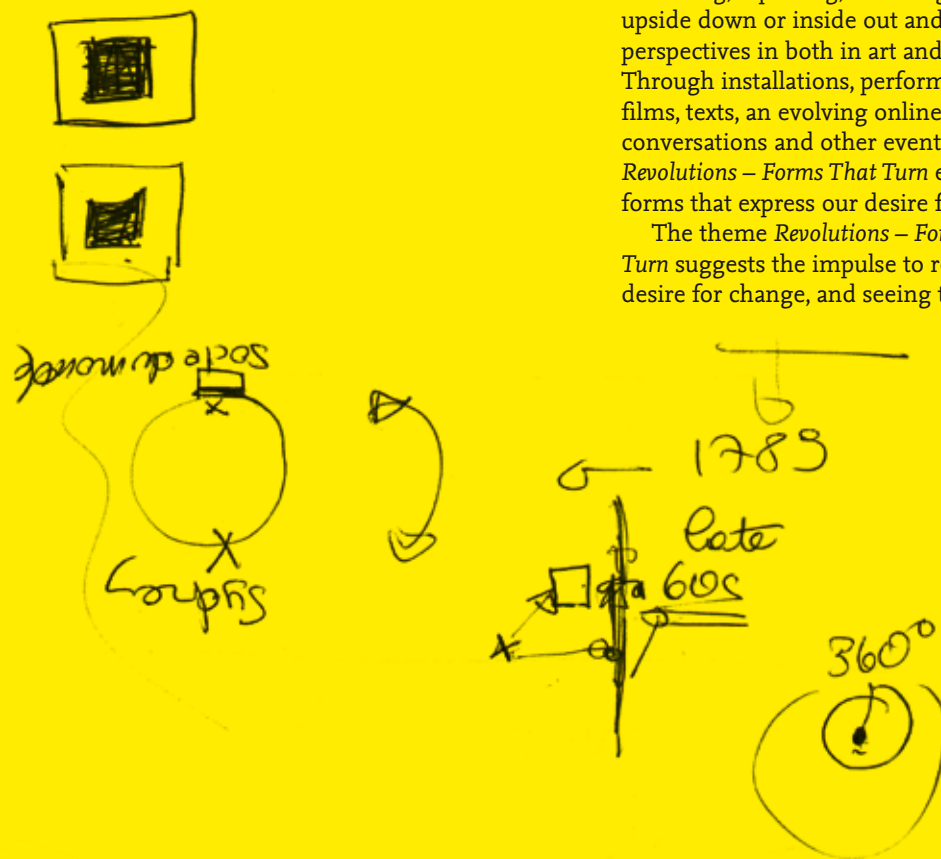 upside down or inside out and
perspectives in both in art and
Through installations, perform
films, texts, an evolving online
conversations and other event
Revolutions – Forms That Turn e
forms that express our desire f
The theme Revolutions – Fo
Turn suggests the impulse to r
desire for change, and seeing t
socle du monde
1789
late
60s
Sydney
360°